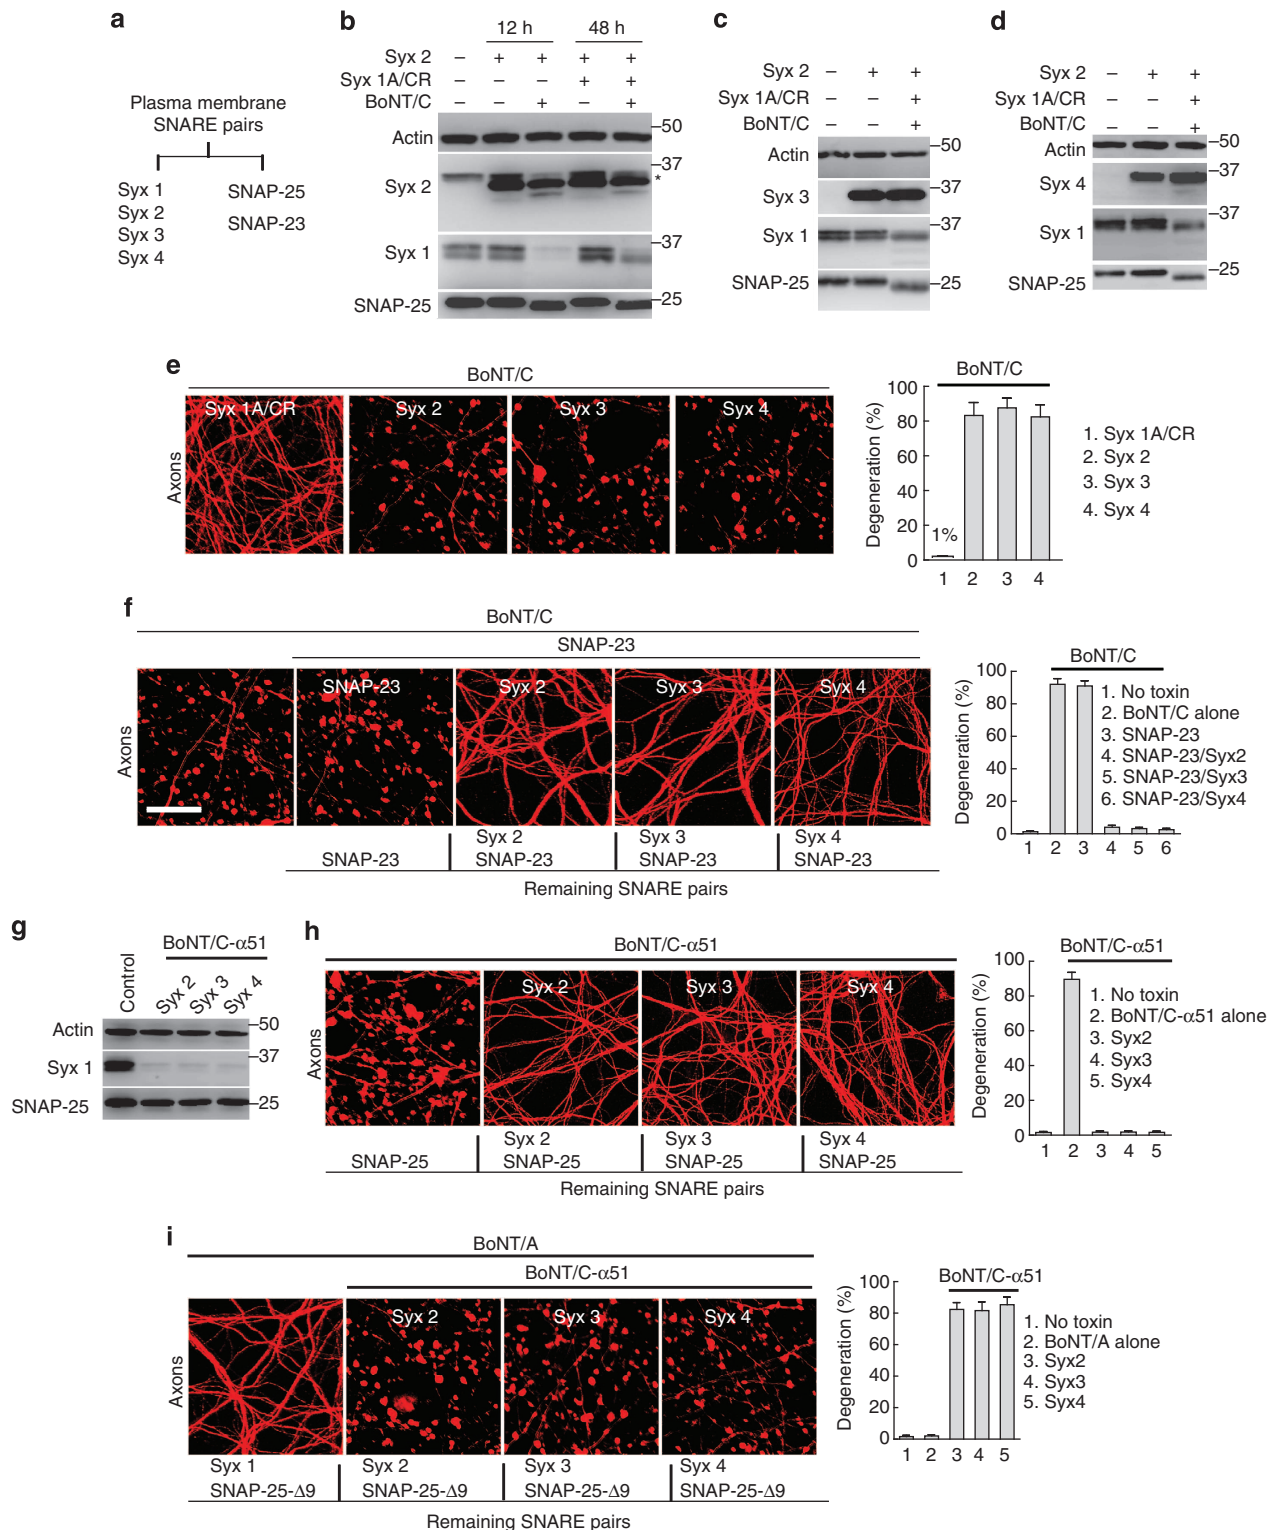 a
Plasma membrane
SNARE pairs
Syx 1
Syx 2
Syx 3
Syx 4
SNAP-25
SNAP-23
b
12 h
48 h
Syx 2 – + + + +
Syx 1A/CR – – – + +
BoNT/C – – + – +
Actin
50
Syx 2
37
*
Syx 1
37
SNAP-25
25
c
Syx 2 – + +
Syx 1A/CR – – +
BoNT/C – – +
Actin
50
Syx 3
37
Syx 1
37
SNAP-25
25
d
Syx 2 – + +
Syx 1A/CR – – +
BoNT/C – – +
Actin
50
Syx 4
37
Syx 1
37
SNAP-25
25
e
BoNT/C
Axons
Syx 1A/CR
Syx 2
Syx 3
Syx 4
BoNT/C
Degeneration (%)
100
80
60
40
20
0
1%
1 2 3 4
1. Syx 1A/CR
2. Syx 2
3. Syx 3
4. Syx 4
f
BoNT/C
SNAP-23
Axons
SNAP-23
Syx 2
Syx 3
Syx 4
SNAP-23
Syx 2
SNAP-23
Syx 3
SNAP-23
Syx 4
SNAP-23
Remaining SNARE pairs
BoNT/C
Degeneration (%)
100
80
60
40
20
0
1 2 3 4 5 6
1. No toxin
2. BoNT/C alone
3. SNAP-23
4. SNAP-23/Syx2
5. SNAP-23/Syx3
6. SNAP-23/Syx4
g
Control
BoNT/C-α51
Syx 2
Syx 3
Syx 4
Actin
50
Syx 1
37
SNAP-25
25
h
BoNT/C-α51
Axons
Syx 2
Syx 3
Syx 4
SNAP-25
Syx 2
SNAP-25
Syx 3
SNAP-25
Syx 4
SNAP-25
Remaining SNARE pairs
BoNT/C-α51
Degeneration (%)
100
80
60
40
20
0
1 2 3 4 5
1. No toxin
2. BoNT/C-α51 alone
3. Syx2
4. Syx3
5. Syx4
i
BoNT/A
BoNT/C-α51
Axons
Syx 2
Syx 3
Syx 4
Syx 1
SNAP-25-Δ9
Syx 2
SNAP-25-Δ9
Syx 3
SNAP-25-Δ9
Syx 4
SNAP-25-Δ9
Remaining SNARE pairs
BoNT/C-α51
Degeneration (%)
100
80
60
40
20
0
1 2 3 4 5
1. No toxin
2. BoNT/A alone
3. Syx2
4. Syx3
5. Syx4